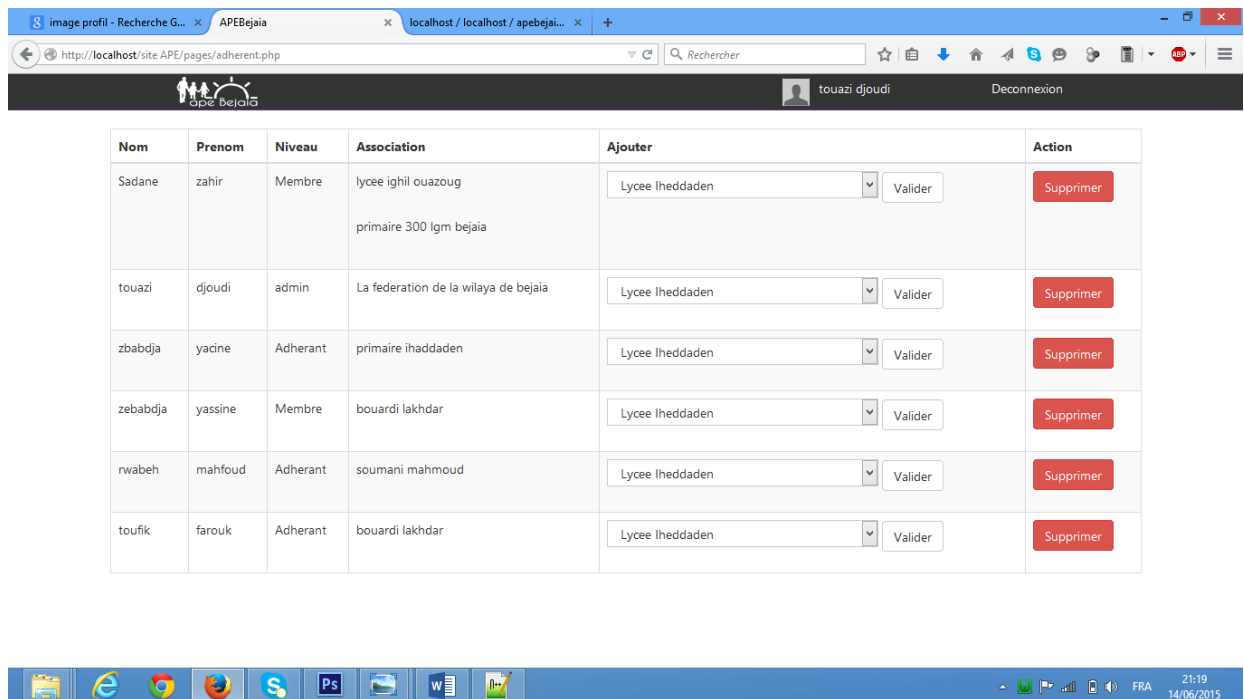 image profil - Recherche G...
APEBejaia
localhost / localhost / apebejai...
http://localhost/site APE/pages/adherent.php
Rechercher
ABP
ape Bejaia
touazi djoudi
Deconnexion
Nom Prenom Niveau Association Ajouter Action
Sadane zahir Membre lycee ighil ouazoug Lycee Iheddaden Valider Supprimer
primaire 300 lgm bejaia
touazi djoudi admin La federation de la wilaya de bejaia Lycee Iheddaden Valider Supprimer
zbabdja yacine Adherant primaire ihaddaden Lycee Iheddaden Valider Supprimer
zebabdja yassine Membre bouardi lakhdar Lycee Iheddaden Valider Supprimer
rwabeh mahfoud Adherant soumani mahmoud Lycee Iheddaden Valider Supprimer
toufik farouk Adherant bouardi lakhdar Lycee Iheddaden Valider Supprimer
Ps
FRA
21:19
14/06/2015